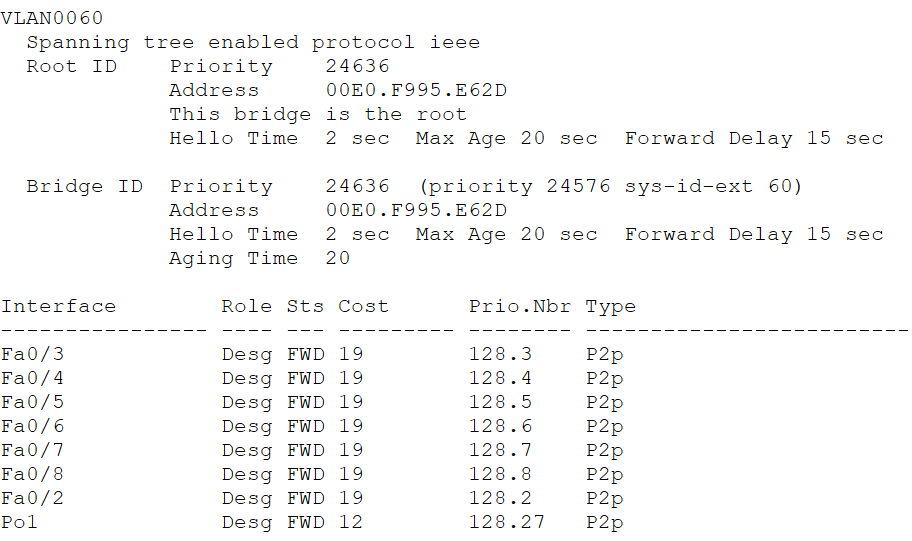 VLAN0060
  Spanning tree enabled protocol ieee
  Root ID    Priority    24636
             Address     00E0.F995.E62D
             This bridge is the root
             Hello Time  2 sec  Max Age 20 sec  Forward Delay 15 sec

  Bridge ID  Priority    24636  (priority 24576 sys-id-ext 60)
             Address     00E0.F995.E62D
             Hello Time  2 sec  Max Age 20 sec  Forward Delay 15 sec
             Aging Time  20

Interface        Role Sts Cost      Prio.Nbr Type
---------------- ---- --- --------- -------- -------------------------
Fa0/3            Desg FWD 19        128.3    P2p
Fa0/4            Desg FWD 19        128.4    P2p
Fa0/5            Desg FWD 19        128.5    P2p
Fa0/6            Desg FWD 19        128.6    P2p
Fa0/7            Desg FWD 19        128.7    P2p
Fa0/8            Desg FWD 19        128.8    P2p
Fa0/2            Desg FWD 19        128.2    P2p
Po1              Desg FWD 12        128.27   P2p